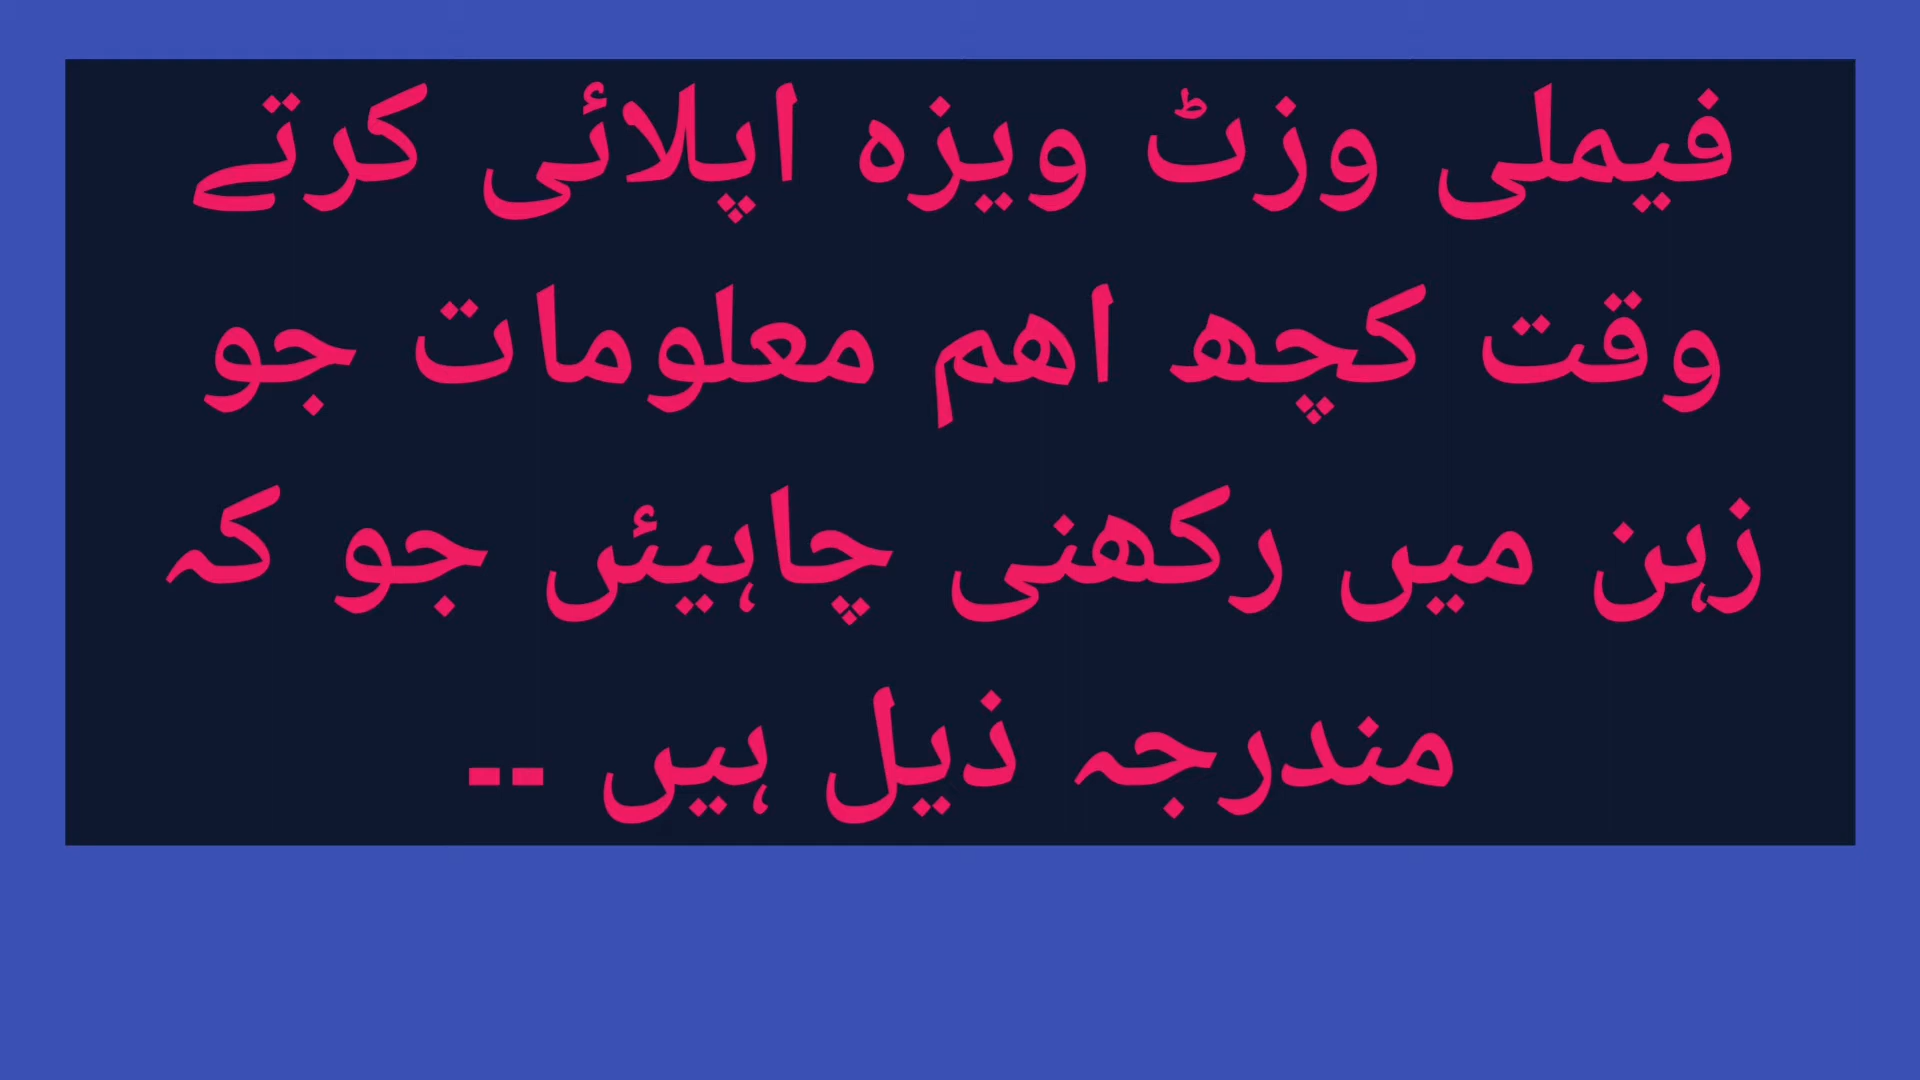 فیملی وزٹ ویزہ اپلائی کرتے
وقت کچھ اھم معلومات جو
زہن میں رکھنی چاہیئں جو کہ
مندرجہ ذیل ہیں --